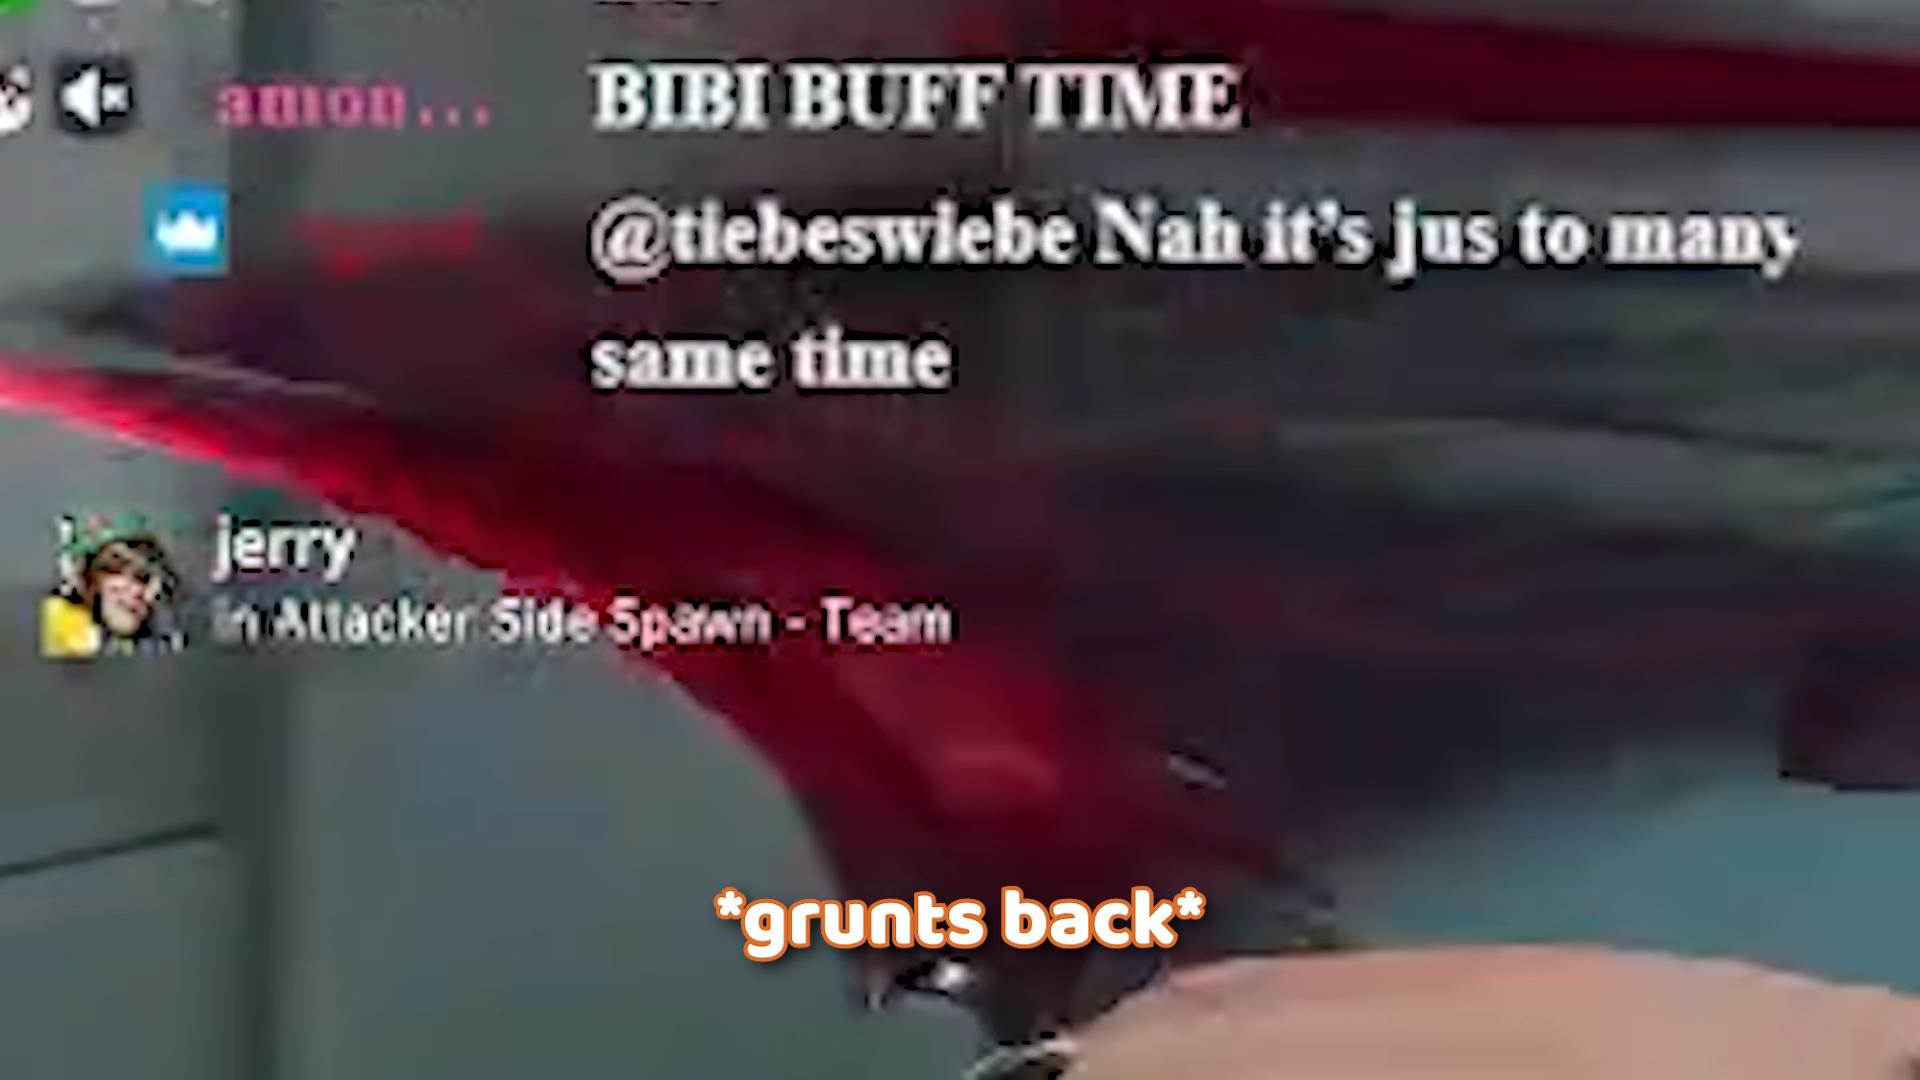 amon... BIBI BUFF TIME
@tiebeswiebe Nah it’s jus to many
same time
jerry
in Attacker Side Spawn - Team
*grunts back*